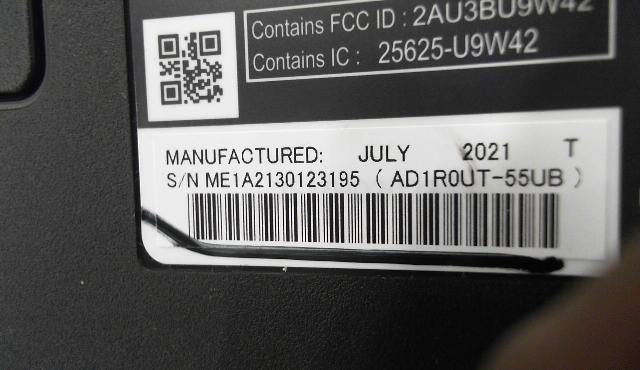 Contains FCC ID : 2AU3BU9W42
Contains IC : 25625-U9W42
MANUFACTURED: JULY 2021 T
S/N ME1A2130123195 ( AD1R0UT-55UB )